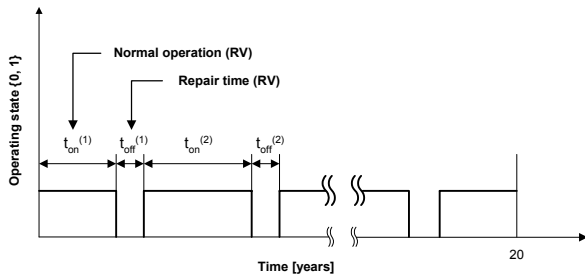 Operating state {0, 1}
Normal operation (RV)
Repair time (RV)
t_on^(1) t_off^(1) t_on^(2) t_off^(2)
20
Time [years]